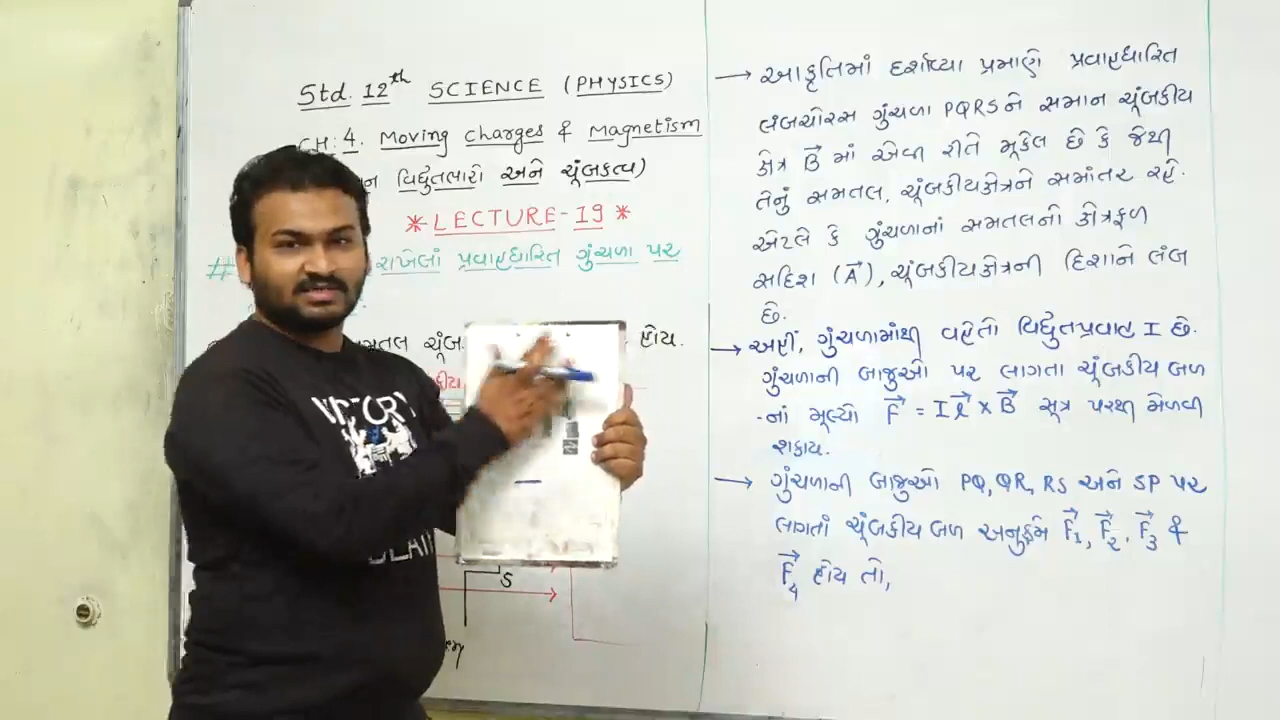 Std. 12th SCIENCE (PHYSICS)
CH: 4. Moving charges & Magnetism
વિદ્યુતભારો અને ચૂંબકત્વ)
* LECTURE-19 *
# રાખેલાં પ્રવાહધારિત ગુંચળા પર
ચૂંબ હોય.
S
VICTORY
→ આકૃતિમાં દર્શાવ્યા પ્રમાણે પ્રવાહધારિત
લંબચોરસ ગુંચળા PQRS ને સમાન ચૂંબકીય
ક્ષેત્ર B⃗ માં એવી રીતે મૂકેલ છે કે જેથી
તેનું સમતલ, ચૂંબકીયક્ષેત્રને સમાંતર રહે.
એટલે કે ગુંચળાનાં સમતલનો ક્ષેત્રફળ
સદિશ (A⃗), ચૂંબકીયક્ષેત્રની દિશાને લંબ
છે.
→ અહીં, ગુંચળામાંથી વહેતો વિદ્યુતપ્રવાહ I છે.
ગુંચળાની બાજુઓ પર લાગતા ચૂંબકીય બળ
-નાં મૂલ્યો F⃗ = I l⃗ × B⃗ સૂત્ર પરથી મેળવી
શકાય.
→ ગુંચળાની બાજુઓ PQ, QR, RS અને SP પર
લાગતાં ચૂંબકીય બળ અનુક્રમે F⃗₁, F⃗₂, F⃗₃ &
F⃗₄ હોય તો,